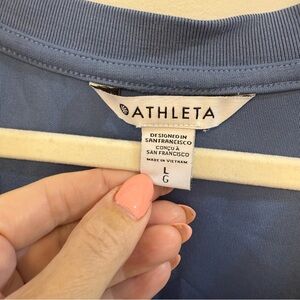 ATHLETA
DESIGNED IN
SAN FRANCISCO
CONÇU À
SAN FRANCISCO
MADE IN VIETNAM
L
G